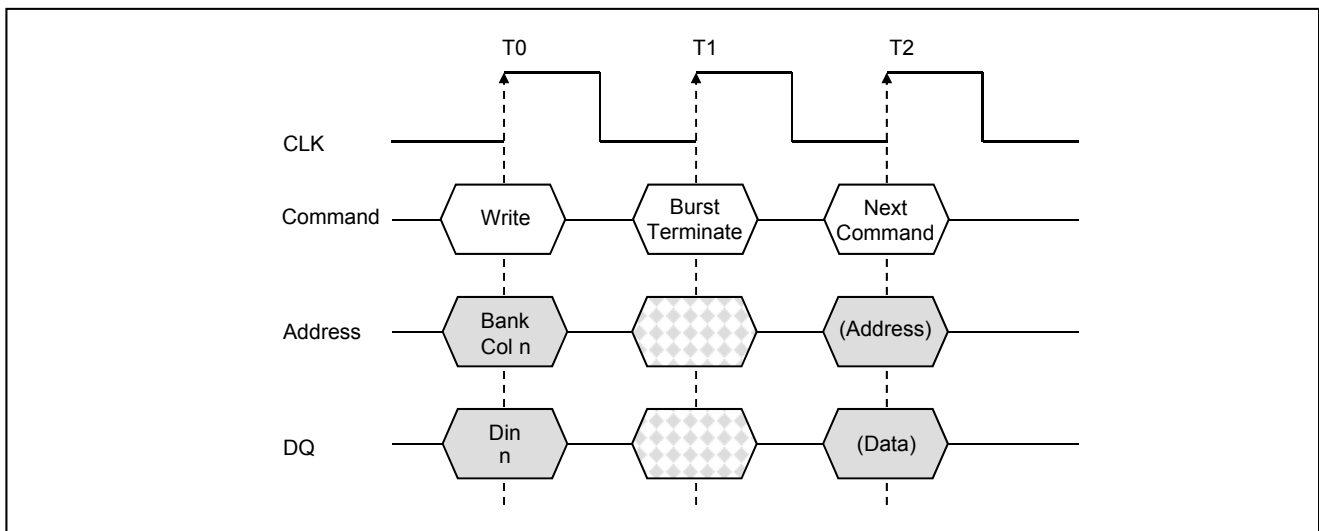 T0 T1 T2
CLK
Command
Write
Burst
Terminate
Next
Command
Address
Bank
Col n
(Address)
DQ
Din
n
(Data)